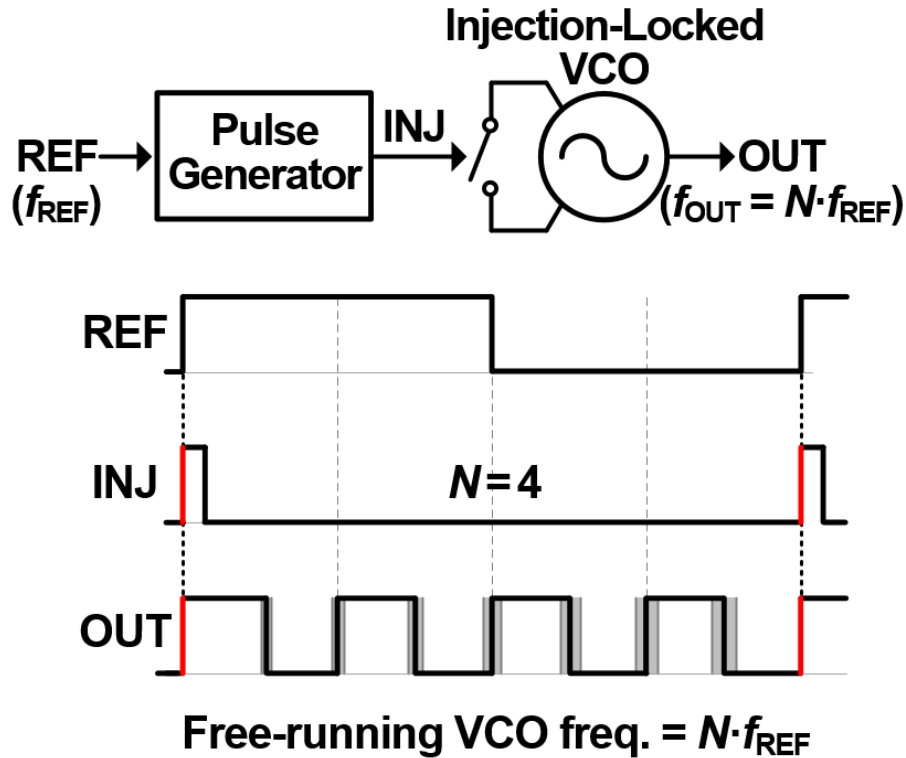 Injection-Locked
VCO
Pulse
Generator
INJ
REF
(fREF)
OUT
(fOUT = N·fREF)
REF
INJ
N = 4
OUT
Free-running VCO freq. = N·fREF